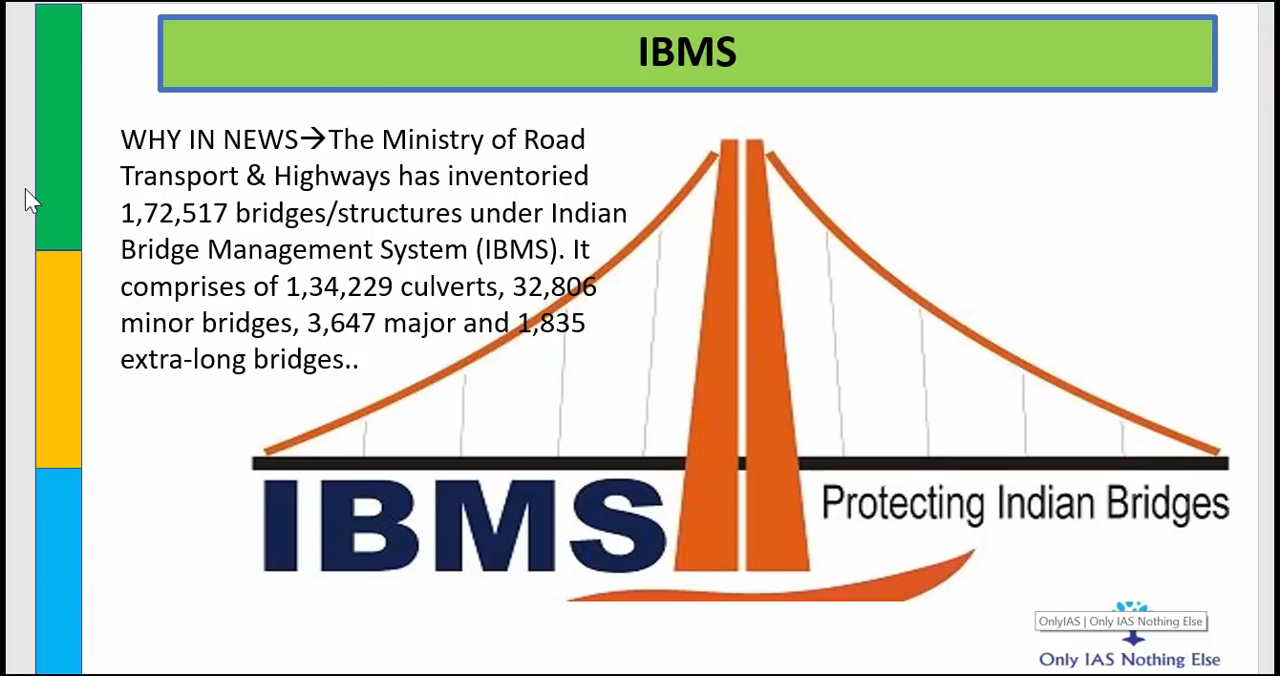 IBMS
WHY IN NEWS→The Ministry of Road
Transport & Highways has inventoried
1,72,517 bridges/structures under Indian
Bridge Management System (IBMS). It
comprises of 1,34,229 culverts, 32,806
minor bridges, 3,647 major and 1,835
extra-long bridges..
IBMS
Protecting Indian Bridges
OnlyIAS | Only IAS Nothing Else
Only IAS Nothing Else